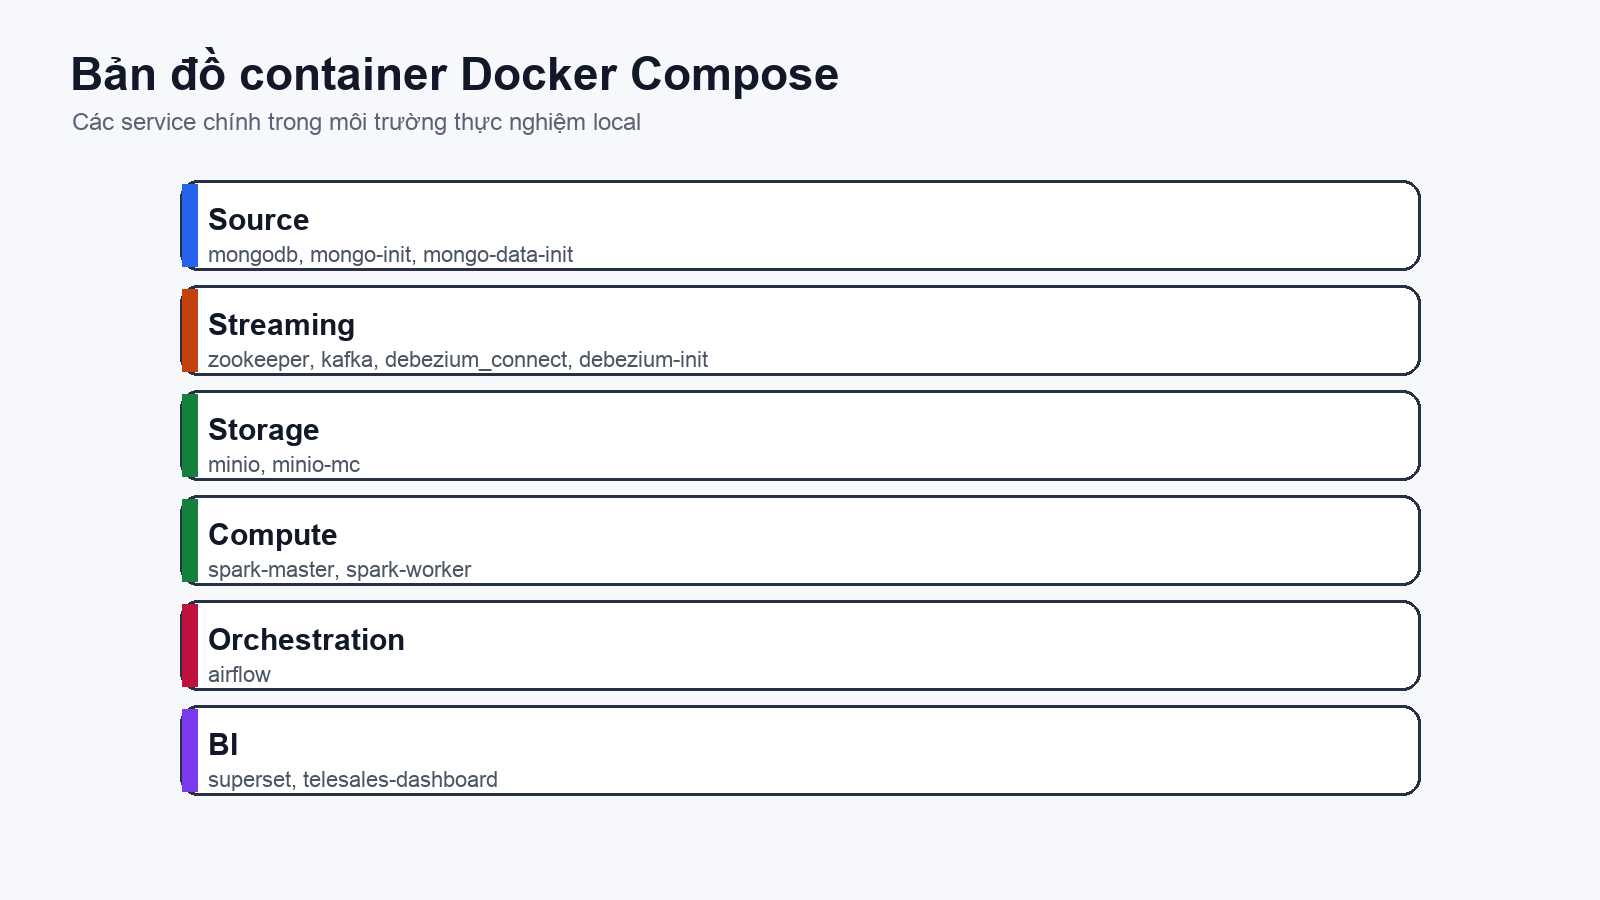 Bản đồ container Docker Compose
Các service chính trong môi trường thực nghiệm local
Source
mongodb, mongo-init, mongo-data-init
Streaming
zookeeper, kafka, debezium_connect, debezium-init
Storage
minio, minio-mc
Compute
spark-master, spark-worker
Orchestration
airflow
BI
superset, telesales-dashboard